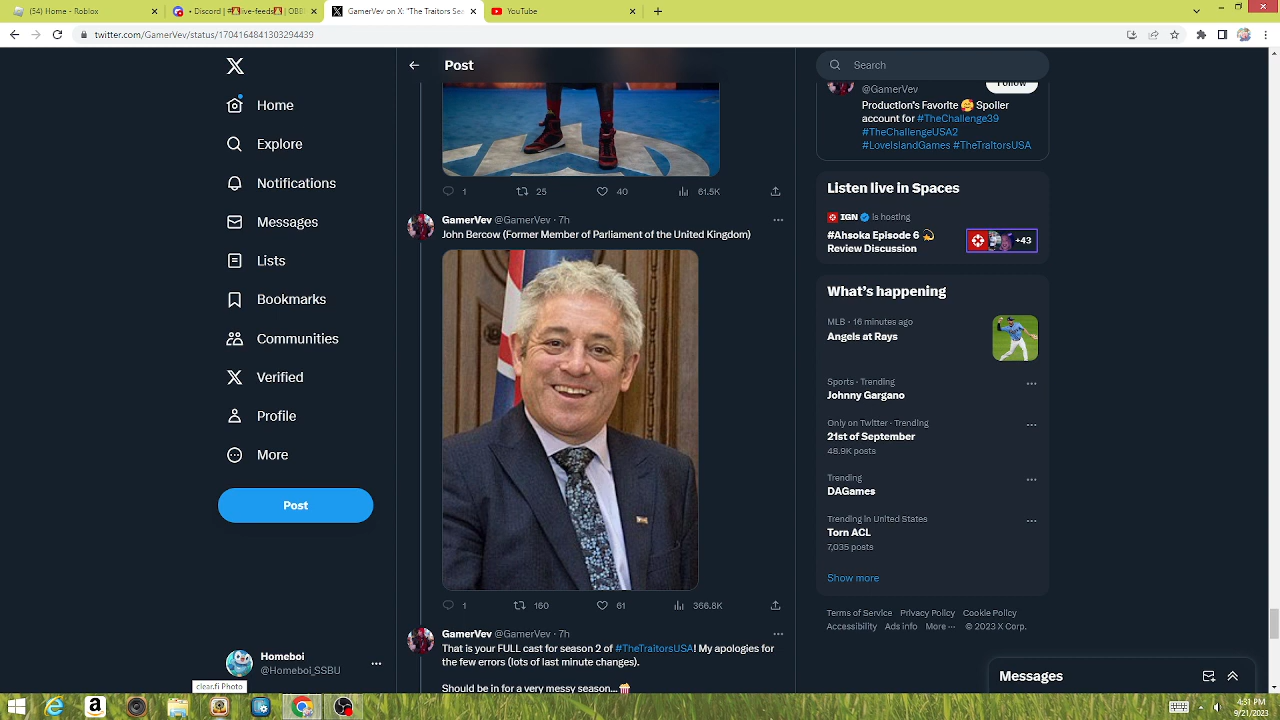 (54) Home - Roblox
• Discord | #🚨live-feeds🚨 | OBB
GamerVev on X: "The Traitors Sea
YouTube
twitter.com/GamerVev/status/1704164841303294439
Home
Explore
Notifications
Messages
Lists
Bookmarks
Communities
Verified
Profile
More
Post
Homeboi
@Homeboi_SSBU
clear.fi Photo
Post
1 25 40 61.5K
GamerVev @GamerVev · 7h
John Bercow (Former Member of Parliament of the United Kingdom)
1 160 61 366.8K
GamerVev @GamerVev · 7h
That is your FULL cast for season 2 of #TheTraitorsUSA! My apologies for
the few errors (lots of last minute changes).
Should be in for a very messy season...🍿
Search
@GamerVev
Follow
Production's Favorite 🥰 Spoiler
account for #TheChallenge39
#TheChallengeUSA2
#LoveIslandGames #TheTraitorsUSA
Listen live in Spaces
IGN is hosting
#Ahsoka Episode 6 💫
Review Discussion
+43
What's happening
MLB · 16 minutes ago
Angels at Rays
Sports · Trending
Johnny Gargano
Only on Twitter · Trending
21st of September
48.9K posts
Trending
DAGames
Trending in United States
Torn ACL
7,035 posts
Show more
Terms of Service Privacy Policy Cookie Policy
Accessibility Ads info More ··· © 2023 X Corp.
Messages
4:31 PM
9/21/2023